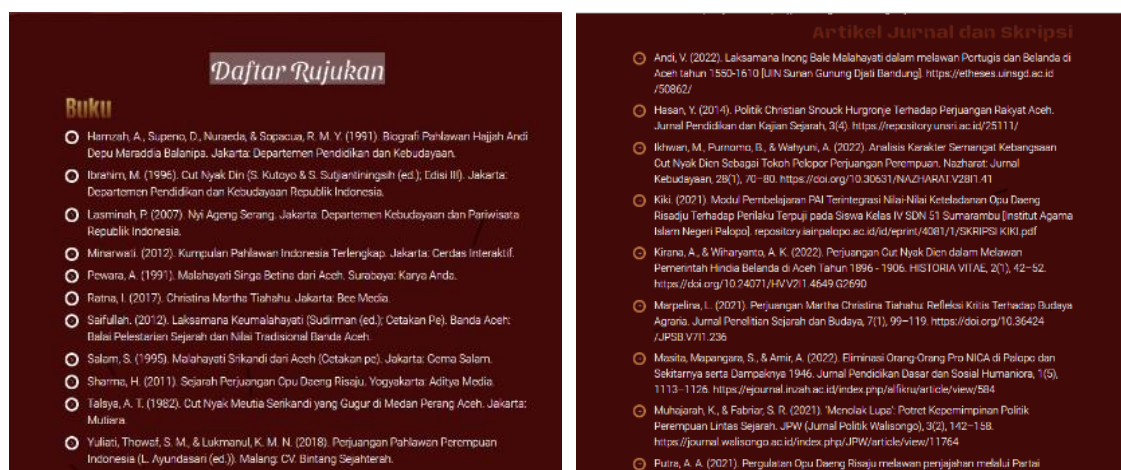 Daftar Rujukan
Buku
Hamzah, A., Supeno, D., Nuraeda, & Sopacua, R. M. Y. (1991). Biografi Pahlawan Hajjah Andi
Depu Maraddia Balanipa. Jakarta: Departemen Pendidikan dan Kebudayaan.
Ibrahim, M. (1996). Cut Nyak Din (S. Kutoyo & S. Sutjiantiningsih (ed.); Edisi III). Jakarta:
Departemen Pendidikan dan Kebudayaan Republik Indonesia.
Lasminah, P. (2007). Nyi Ageng Serang. Jakarta: Departemen Kebudayaan dan Pariwisata
Republik Indonesia.
Minarwati. (2012). Kumpulan Pahlawan Indonesia Terlengkap. Jakarta: Cerdas Interaktif.
Pewara, A. (1991). Malahayati Singa Betina dari Aceh. Surabaya: Karya Anda.
Ratna, I. (2017). Christina Martha Tiahahu. Jakarta: Bee Media.
Saifullah. (2012). Laksamana Keumalahayati (Sudirman (ed.); Cetakan Pe). Banda Aceh:
Balai Pelestarian Sejarah dan Nilai Tradisional Banda Aceh.
Salam, S. (1995). Malahayati Srikandi dari Aceh (Cetakan pe). Jakarta: Gema Salam.
Sharma, H. (2011). Sejarah Perjuangan Opu Daeng Risaju. Yogyakarta: Aditya Media.
Talsya, A. T. (1982). Cut Nyak Meutia Serikandi yang Gugur di Medan Perang Aceh. Jakarta:
Mutiara.
Yuliati, Thowaf, S. M., & Lukmanul, K. M. N. (2018). Perjuangan Pahlawan Perempuan
Indonesia (L. Ayundasari (ed.)). Malang: CV. Bintang Sejahterah.
Artikel Jurnal dan Skripsi
Andi, V. (2022). Laksamana Inong Bale Malahayati dalam melawan Portugis dan Belanda di
Aceh tahun 1550-1610 [UIN Sunan Gunung Djati Bandung]. https://etheses.uinsgd.ac.id
/50862/
Hasan, Y. (2014). Politik Christian Snouck Hurgronje Terhadap Perjuangan Rakyat Aceh.
Jurnal Pendidikan dan Kajian Sejarah, 3(4). https://repository.unsri.ac.id/25111/
Ikhwan, M., Purnomo, B., & Wahyuni, A. (2022). Analisis Karakter Semangat Kebangsaan
Cut Nyak Dien Sebagai Tokoh Pelopor Perjuangan Perempuan. Nazharat: Jurnal
Kebudayaan, 28(1), 70–80. https://doi.org/10.30631/NAZHARAT.V28I1.41
Kiki. (2021). Modul Pembelajaran PAI Terintegrasi Nilai-Nilai Keteladanan Opu Daeng
Risadju Terhadap Perilaku Terpuji pada Siswa Kelas IV SDN 51 Sumarambu [Institut Agama
Islam Negeri Palopo]. repository.iainpalopo.ac.id/id/eprint/4081/1/SKRIPSI KIKI.pdf
Kirana, A., & Wiharyanto, A. K. (2022). Perjuangan Cut Nyak Dien dalam Melawan
Pemerintah Hindia Belanda di Aceh Tahun 1896 - 1906. HISTORIA VITAE, 2(1), 42–52.
https://doi.org/10.24071/HV.V2I1.4649.G2690
Marpelina, L. (2021). Perjuangan Martha Christina Tiahahu: Refleksi Kritis Terhadap Budaya
Agraria. Jurnal Penelitian Sejarah dan Budaya, 7(1), 99–119. https://doi.org/10.36424
/JPSB.V7I1.236
Masita, Mapangara, S., & Amir, A. (2022). Eliminasi Orang-Orang Pro NICA di Palopo dan
Sekitarnya serta Dampaknya 1946. Jurnal Pendidikan Dasar dan Sosial Humaniora, 1(5),
1113–1126. https://ejournal.inzah.ac.id/index.php/alfikru/article/view/584
Muhajarah, K., & Fabriar, S. R. (2021). 'Menolak Lupa': Potret Kepemimpinan Politik
Perempuan Lintas Sejarah. JPW (Jurnal Politik Walisongo), 3(2), 142–158.
https://journal.walisongo.ac.id/index.php/JPW/article/view/11764
Putra, A. A. (2021). Pergulatan Opu Daeng Risaju melawan penjajahan melalui Partai